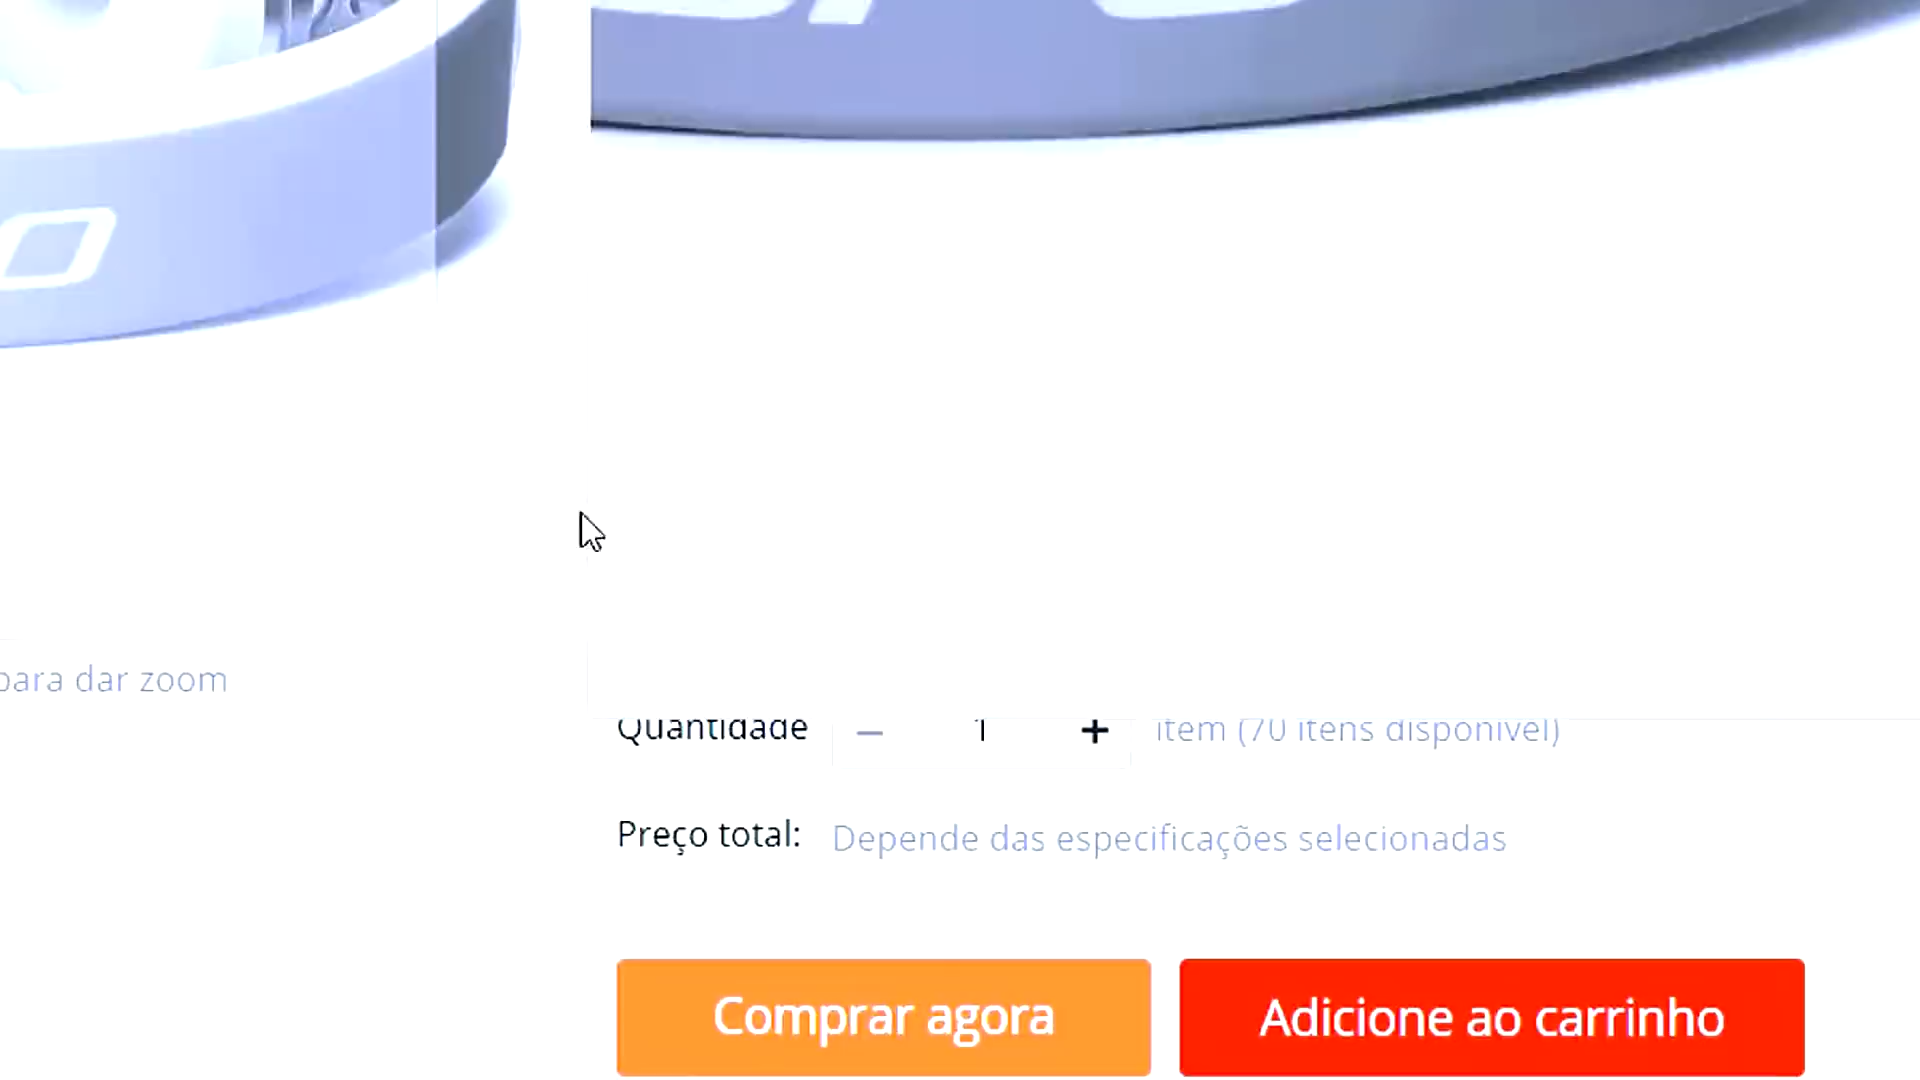 para dar zoom
Quantidade − 1 + item (70 itens disponível)
Preço total: Depende das especificações selecionadas
Comprar agora
Adicione ao carrinho